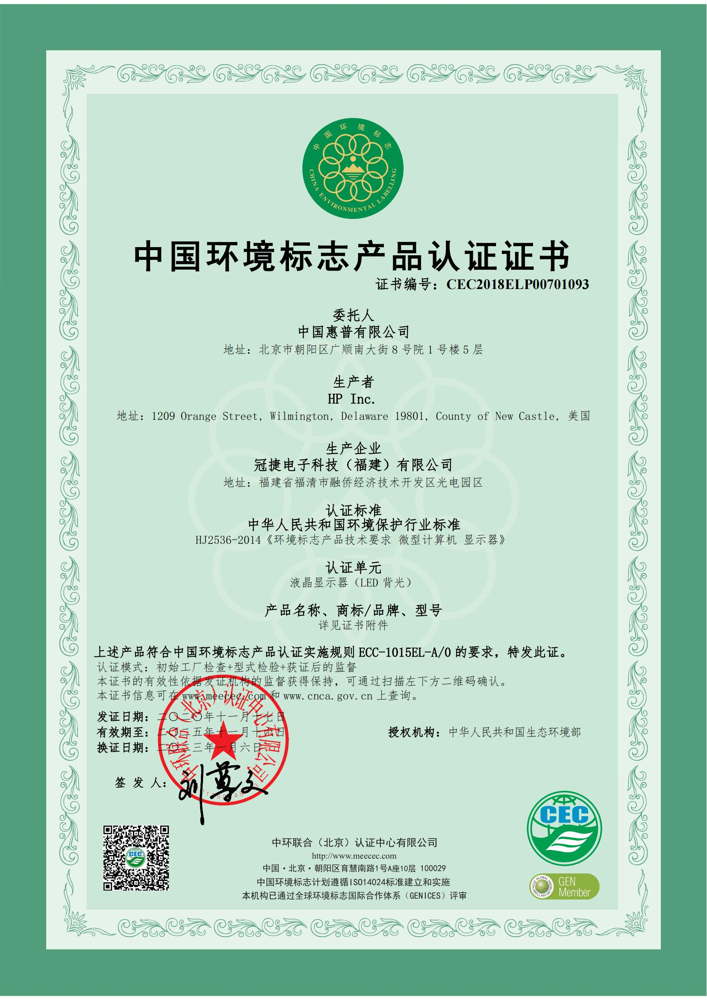 中国环境标志
CHINA ENVIRONMENTAL LABELLING
中国环境标志产品认证证书
证书编号：CEC2018ELP00701093
委托人
中国惠普有限公司
地址：北京市朝阳区广顺南大街 8 号院 1 号楼 5 层
生产者
HP Inc.
地址：1209 Orange Street, Wilmington, Delaware 19801, County of New Castle, 美国
生产企业
冠捷电子科技（福建）有限公司
地址：福建省福清市融侨经济技术开发区光电园区
认证标准
中华人民共和国环境保护行业标准
HJ2536-2014《环境标志产品技术要求 微型计算机 显示器》
认证单元
液晶显示器（LED 背光）
产品名称、商标/品牌、型号
详见证书附件
上述产品符合中国环境标志产品认证实施规则 ECC-1015EL-A/0 的要求，特发此证。
认证模式：初始工厂检查+型式检验+获证后的监督
本证书的有效性依据发证机构的监督获得保持，可通过扫描左下方二维码确认。
本证书信息可在 www.meecec.com 和 www.cnca.gov.cn 上查询。
发证日期：二〇二〇年十一月十七日
有效期至：二〇二五年十一月十六日
授权机构：中华人民共和国生态环境部
换证日期：二〇二三年一月六日
中环联合（北京）认证中心有限公司
签 发 人：刘尊文
CEC
CEC
中环联合（北京）认证中心有限公司
http://www.meecec.com
中国·北京·朝阳区育慧南路1号A座10层 100029
中国环境标志计划遵循ISO14024标准建立和实施
本机构已通过全球环境标志国际合作体系（GENICES）评审
GLOBAL ECOLABELLING NETWORK
GEN
Member